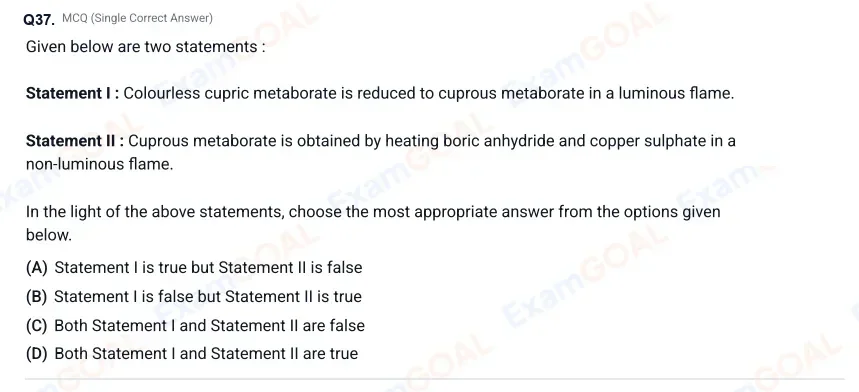 Q37. MCQ (Single Correct Answer)
Given below are two statements :
Statement I : Colourless cupric metaborate is reduced to cuprous metaborate in a luminous flame.
Statement II : Cuprous metaborate is obtained by heating boric anhydride and copper sulphate in a
non-luminous flame.
In the light of the above statements, choose the most appropriate answer from the options given
below.
(A) Statement I is true but Statement II is false
(B) Statement I is false but Statement II is true
(C) Both Statement I and Statement II are false
(D) Both Statement I and Statement II are true